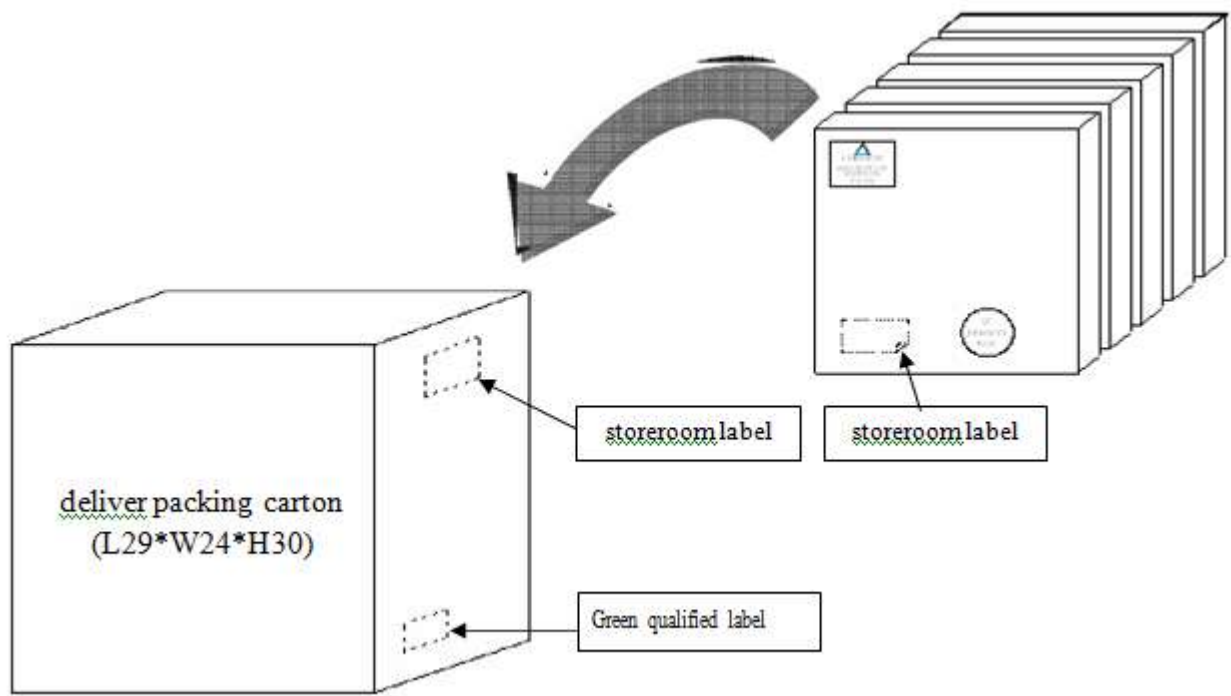 storeroom label
storeroom label
deliver packing carton
(L29*W24*H30)
Green qualified label